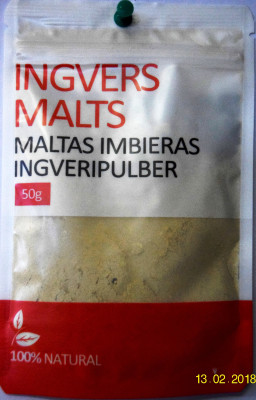 INGVERS
MALTS
MALTAS IMBIERAS
INGVERIPULBER
50g
100% NATURAL
13.02.2018